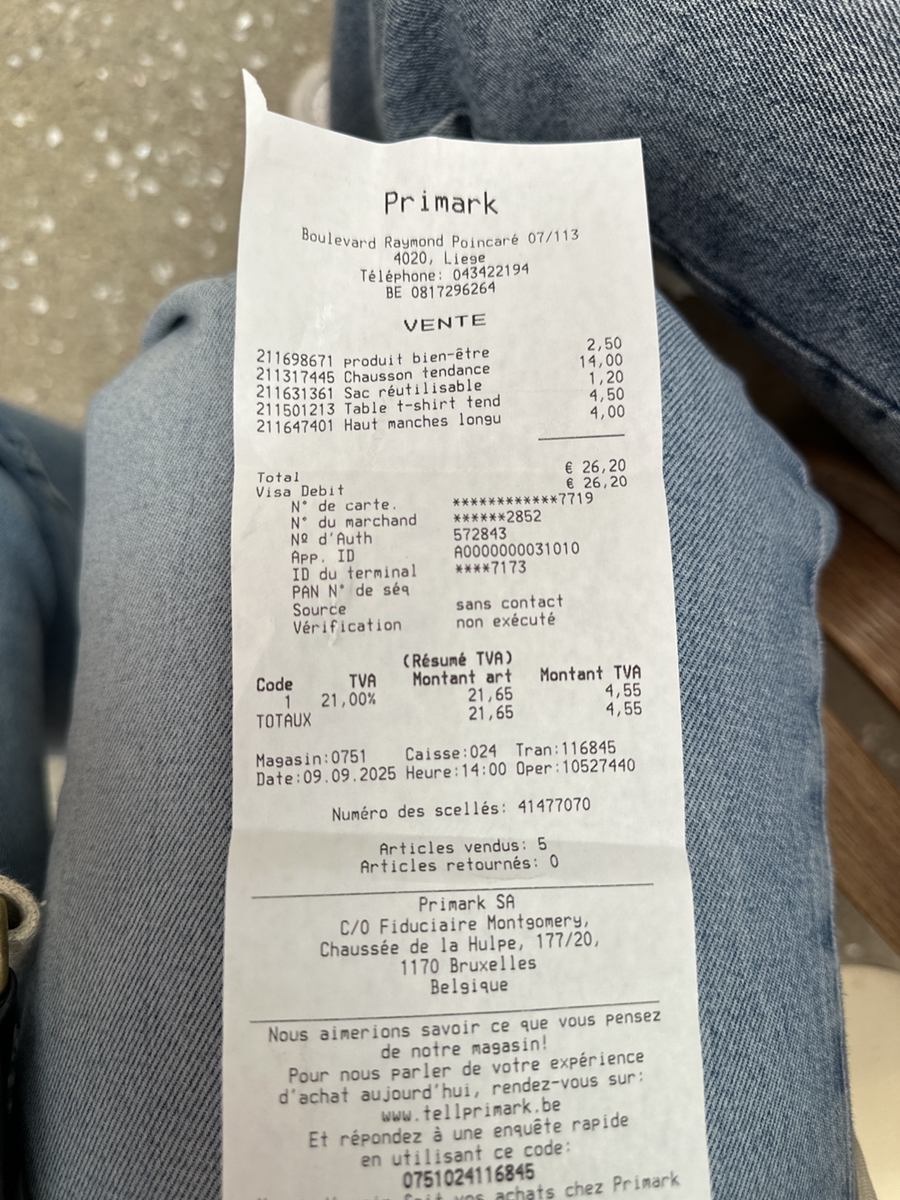 Primark
Boulevard Raymond Poincaré 07/113
4020, Liege
Téléphone: 043422194
BE 0817296264
VENTE
211698671 produit bien-être 2,50
211317445 Chausson tendance 14,00
211631361 Sac réutilisable 1,20
211501213 Table t-shirt tend 4,50
211647401 Haut manches longu 4,00
Total € 26,20
Visa Debit € 26,20
N° de carte. ************7719
N° du marchand ******2852
Nº d'Auth 572843
App. ID A0000000031010
ID du terminal ****7173
PAN N° de séq
Source sans contact
Vérification non exécuté
(Résumé TVA)
Code TVA Montant art Montant TVA
1 21,00% 21,65 4,55
TOTAUX 21,65 4,55
Magasin:0751 Caisse:024 Tran:116845
Date:09.09.2025 Heure:14:00 Oper:10527440
Numéro des scellés: 41477070
Articles vendus: 5
Articles retournés: 0
Primark SA
C/O Fiduciaire Montgomery,
Chaussée de la Hulpe, 177/20,
1170 Bruxelles
Belgique
Nous aimerions savoir ce que vous pensez
de notre magasin!
Pour nous parler de votre expérience
d'achat aujourd'hui, rendez-vous sur:
www.tellprimark.be
Et répondez à une enquête rapide
en utilisant ce code:
0751024116845
fait vos achats chez Primark